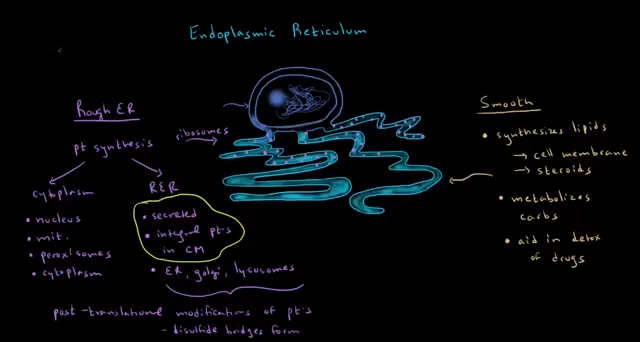 Endoplasmic Reticulum
Rough ER
pt synthesis
cytoplasm
• nucleus
• mit.
• peroxisomes
• cytoplasm
RER
• secreted
• integral pt's
in CM
• ER, golgi, lysosomes
post-translational modifications of pt's
- disulfide bridges form
ribosomes
Smooth
• synthesizes lipids
→ cell membrane
→ steroids
• metabolizes
carbs
• aid in detox
of drugs